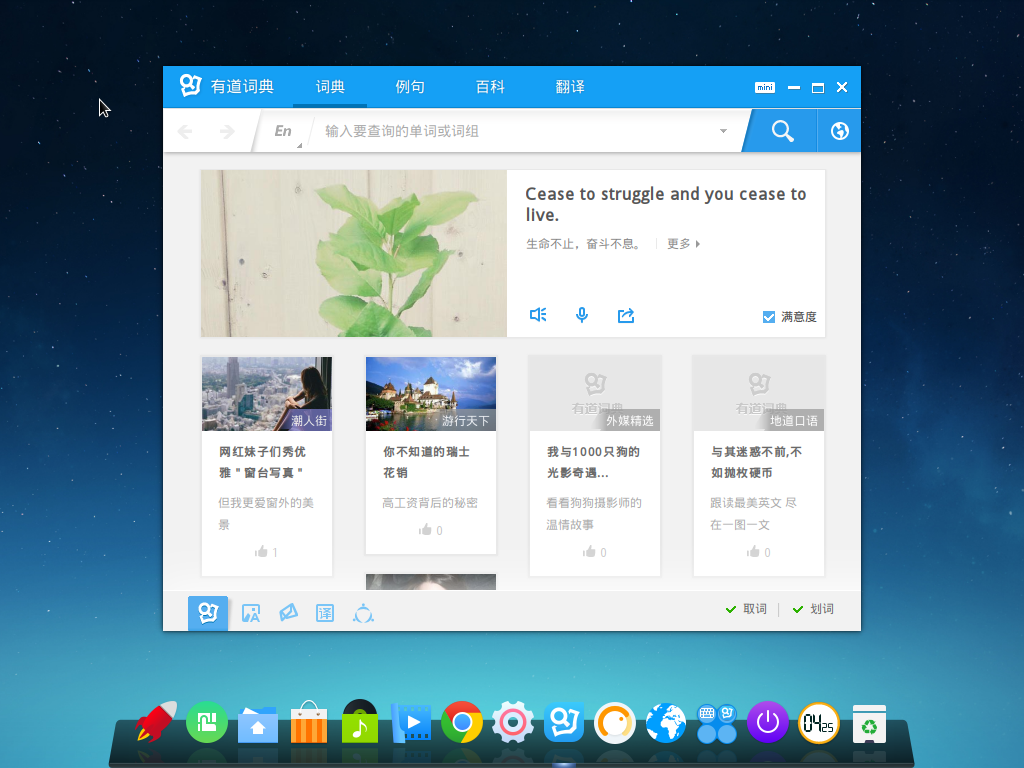 有道词典 词典 例句 百科 翻译 mini
En 输入要查询的单词或词组
Cease to struggle and you cease to
live.
生命不止，奋斗不息。 更多
满意度
有道词典 有道词典
潮人街 游行天下 外媒精选 地道口语
网红妹子们秀优
雅＂窗台写真＂
但我更爱窗外的美
景
1
你不知道的瑞士
花销
高工资背后的秘密
0
我与1000只狗的
光影奇遇...
看看狗狗摄影师的
温情故事
0
与其迷惑不前,不
如抛枚硬币
跟读最美英文 尽
在一图一文
0
A 译 取词 划词
04 25